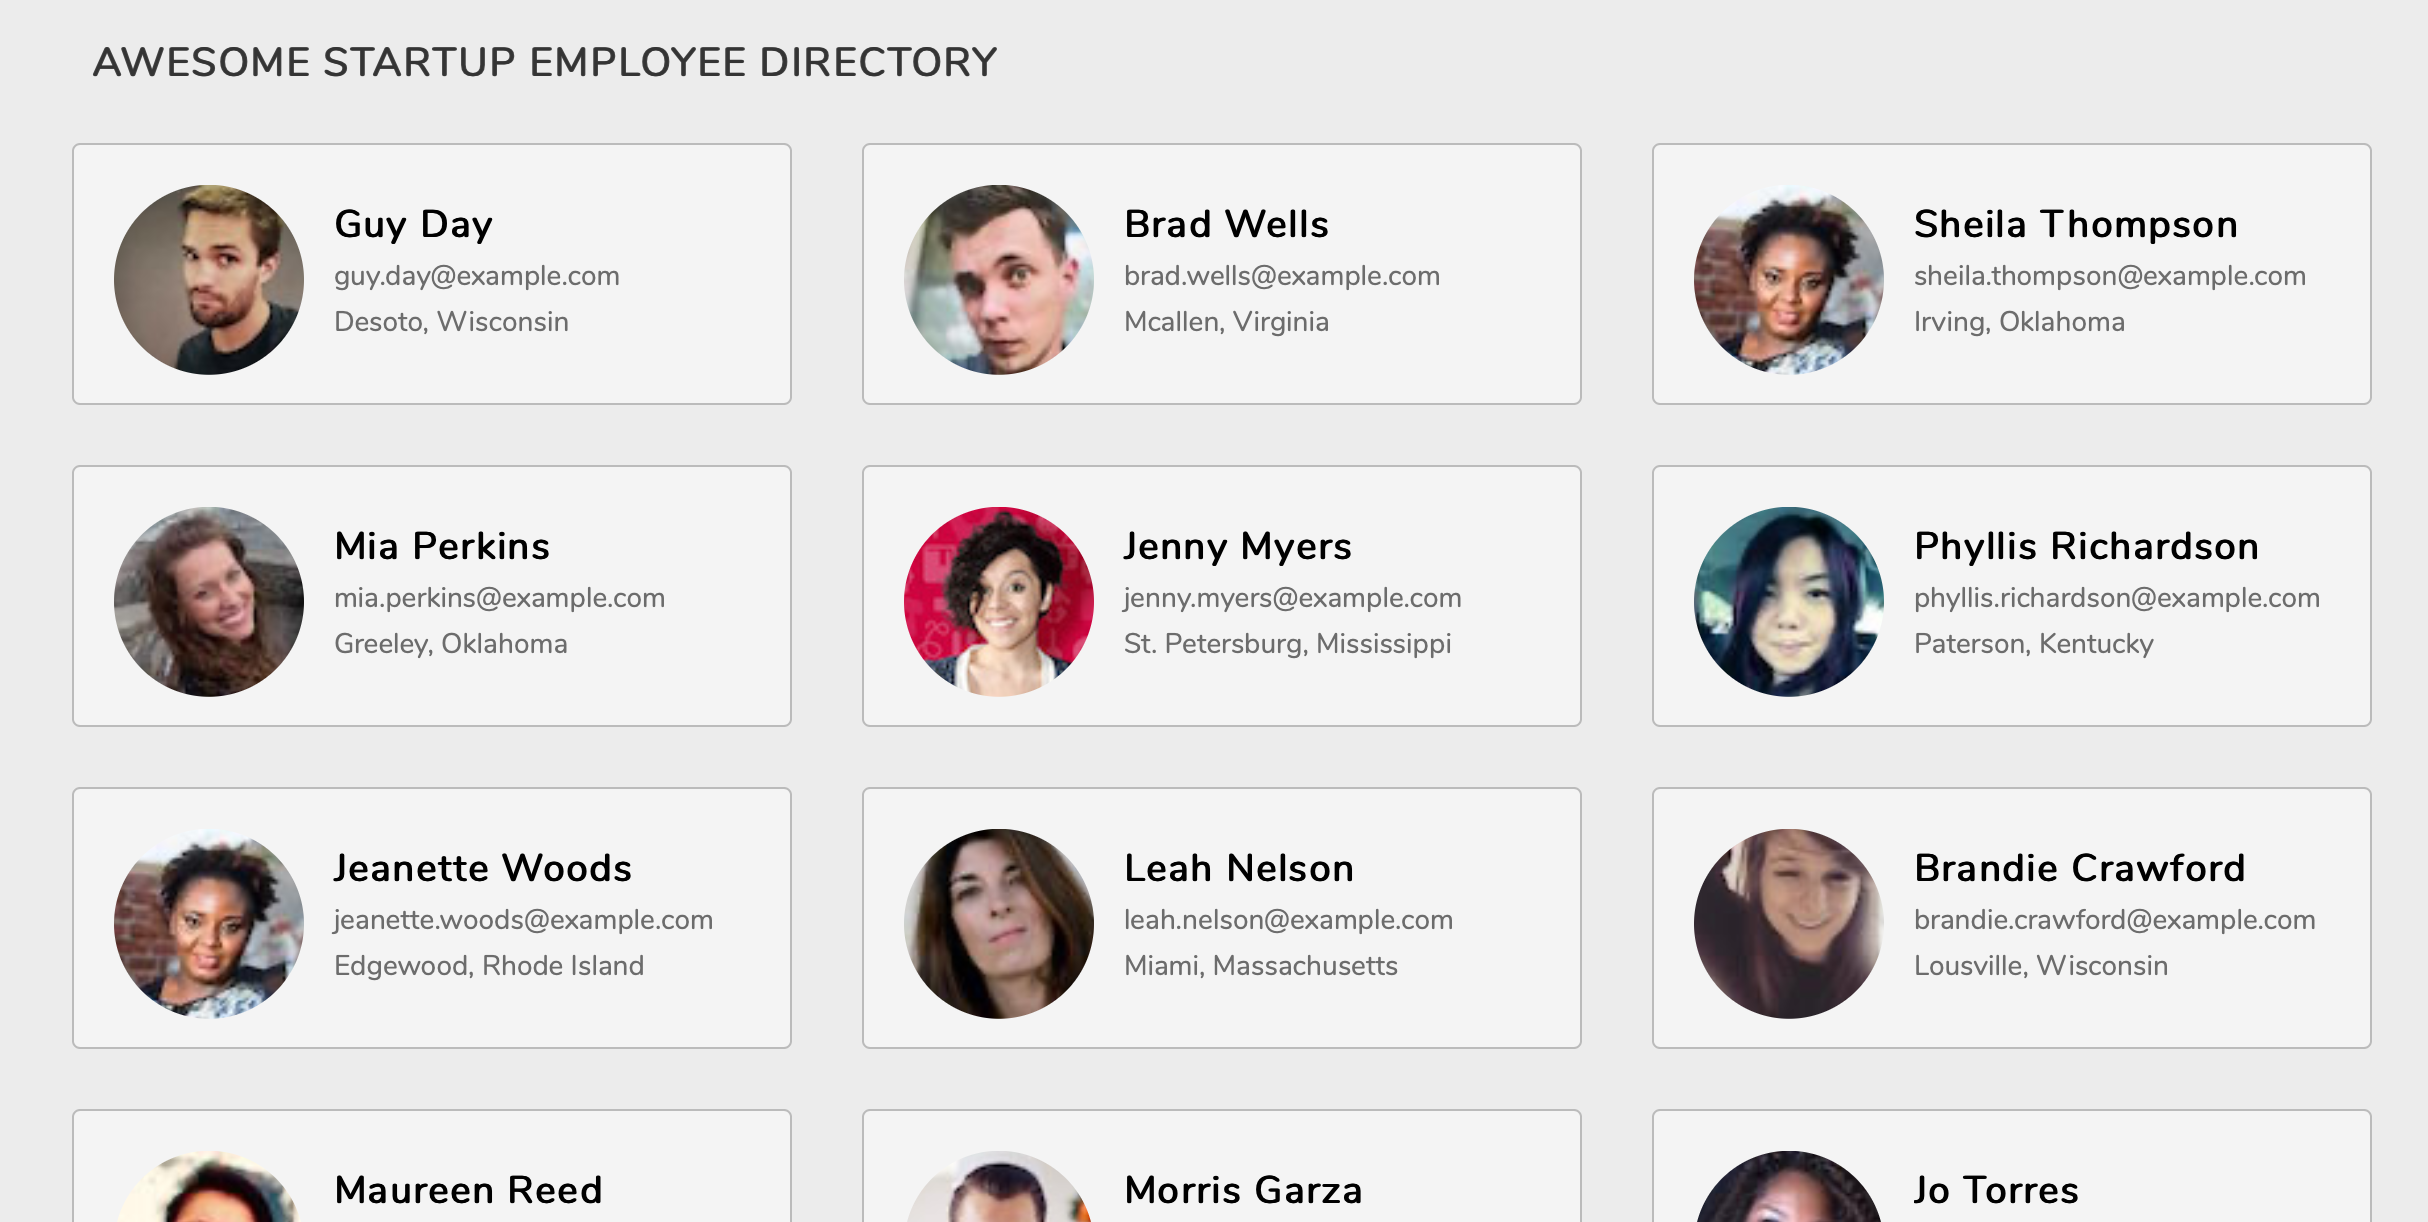 AWESOME STARTUP EMPLOYEE DIRECTORY
Guy Day
guy.day@example.com
Desoto, Wisconsin
Brad Wells
brad.wells@example.com
Mcallen, Virginia
Sheila Thompson
sheila.thompson@example.com
Irving, Oklahoma
Mia Perkins
mia.perkins@example.com
Greeley, Oklahoma
Jenny Myers
jenny.myers@example.com
St. Petersburg, Mississippi
Phyllis Richardson
phyllis.richardson@example.com
Paterson, Kentucky
Jeanette Woods
jeanette.woods@example.com
Edgewood, Rhode Island
Leah Nelson
leah.nelson@example.com
Miami, Massachusetts
Brandie Crawford
brandie.crawford@example.com
Lousville, Wisconsin
Maureen Reed
Morris Garza
Jo Torres